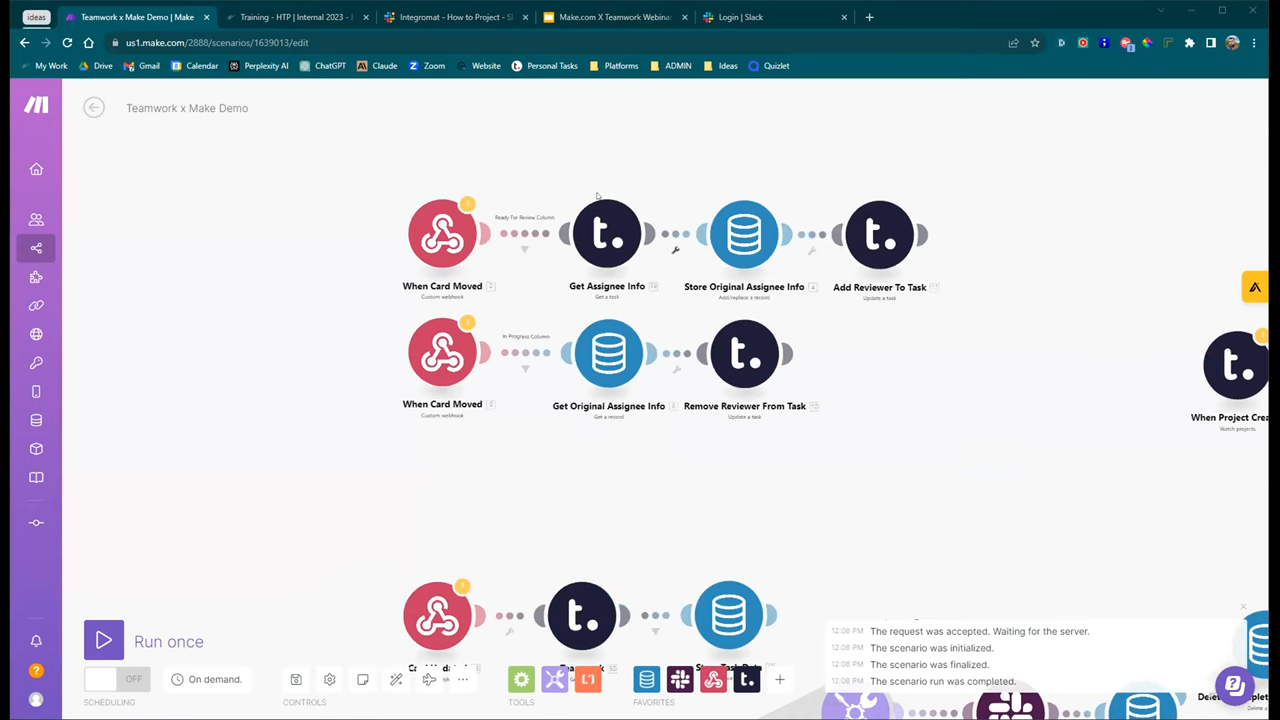 ideas
Teamwork x Make Demo | Make
Training - HTP | Internal 2023 -
Integromat - How to Project - S
Make.com X Teamwork Webina
Login | Slack
us1.make.com/2888/scenarios/1639013/edit
My Work
Drive
Gmail
Calendar
Perplexity AI
ChatGPT
Claude
Zoom
Website
Personal Tasks
Platforms
ADMIN
Ideas
Quizlet
Teamwork x Make Demo
Ready For Review Column
When Card Moved
Custom webhook
Get Assignee Info
Get a task
Store Original Assignee Info
Add/replace a record
Add Reviewer To Task
Update a task
In Progress Column
When Card Moved
Custom webhook
Get Original Assignee Info
Get a record
Remove Reviewer From Task
Update a task
When Project Crea
Watch projects
Run once
OFF
On demand.
SCHEDULING
CONTROLS
TOOLS
FAVORITES
12:08 PM The request was accepted. Waiting for the server.
12:08 PM The scenario was initialized.
12:08 PM The scenario was finalized.
12:08 PM The scenario run was completed.